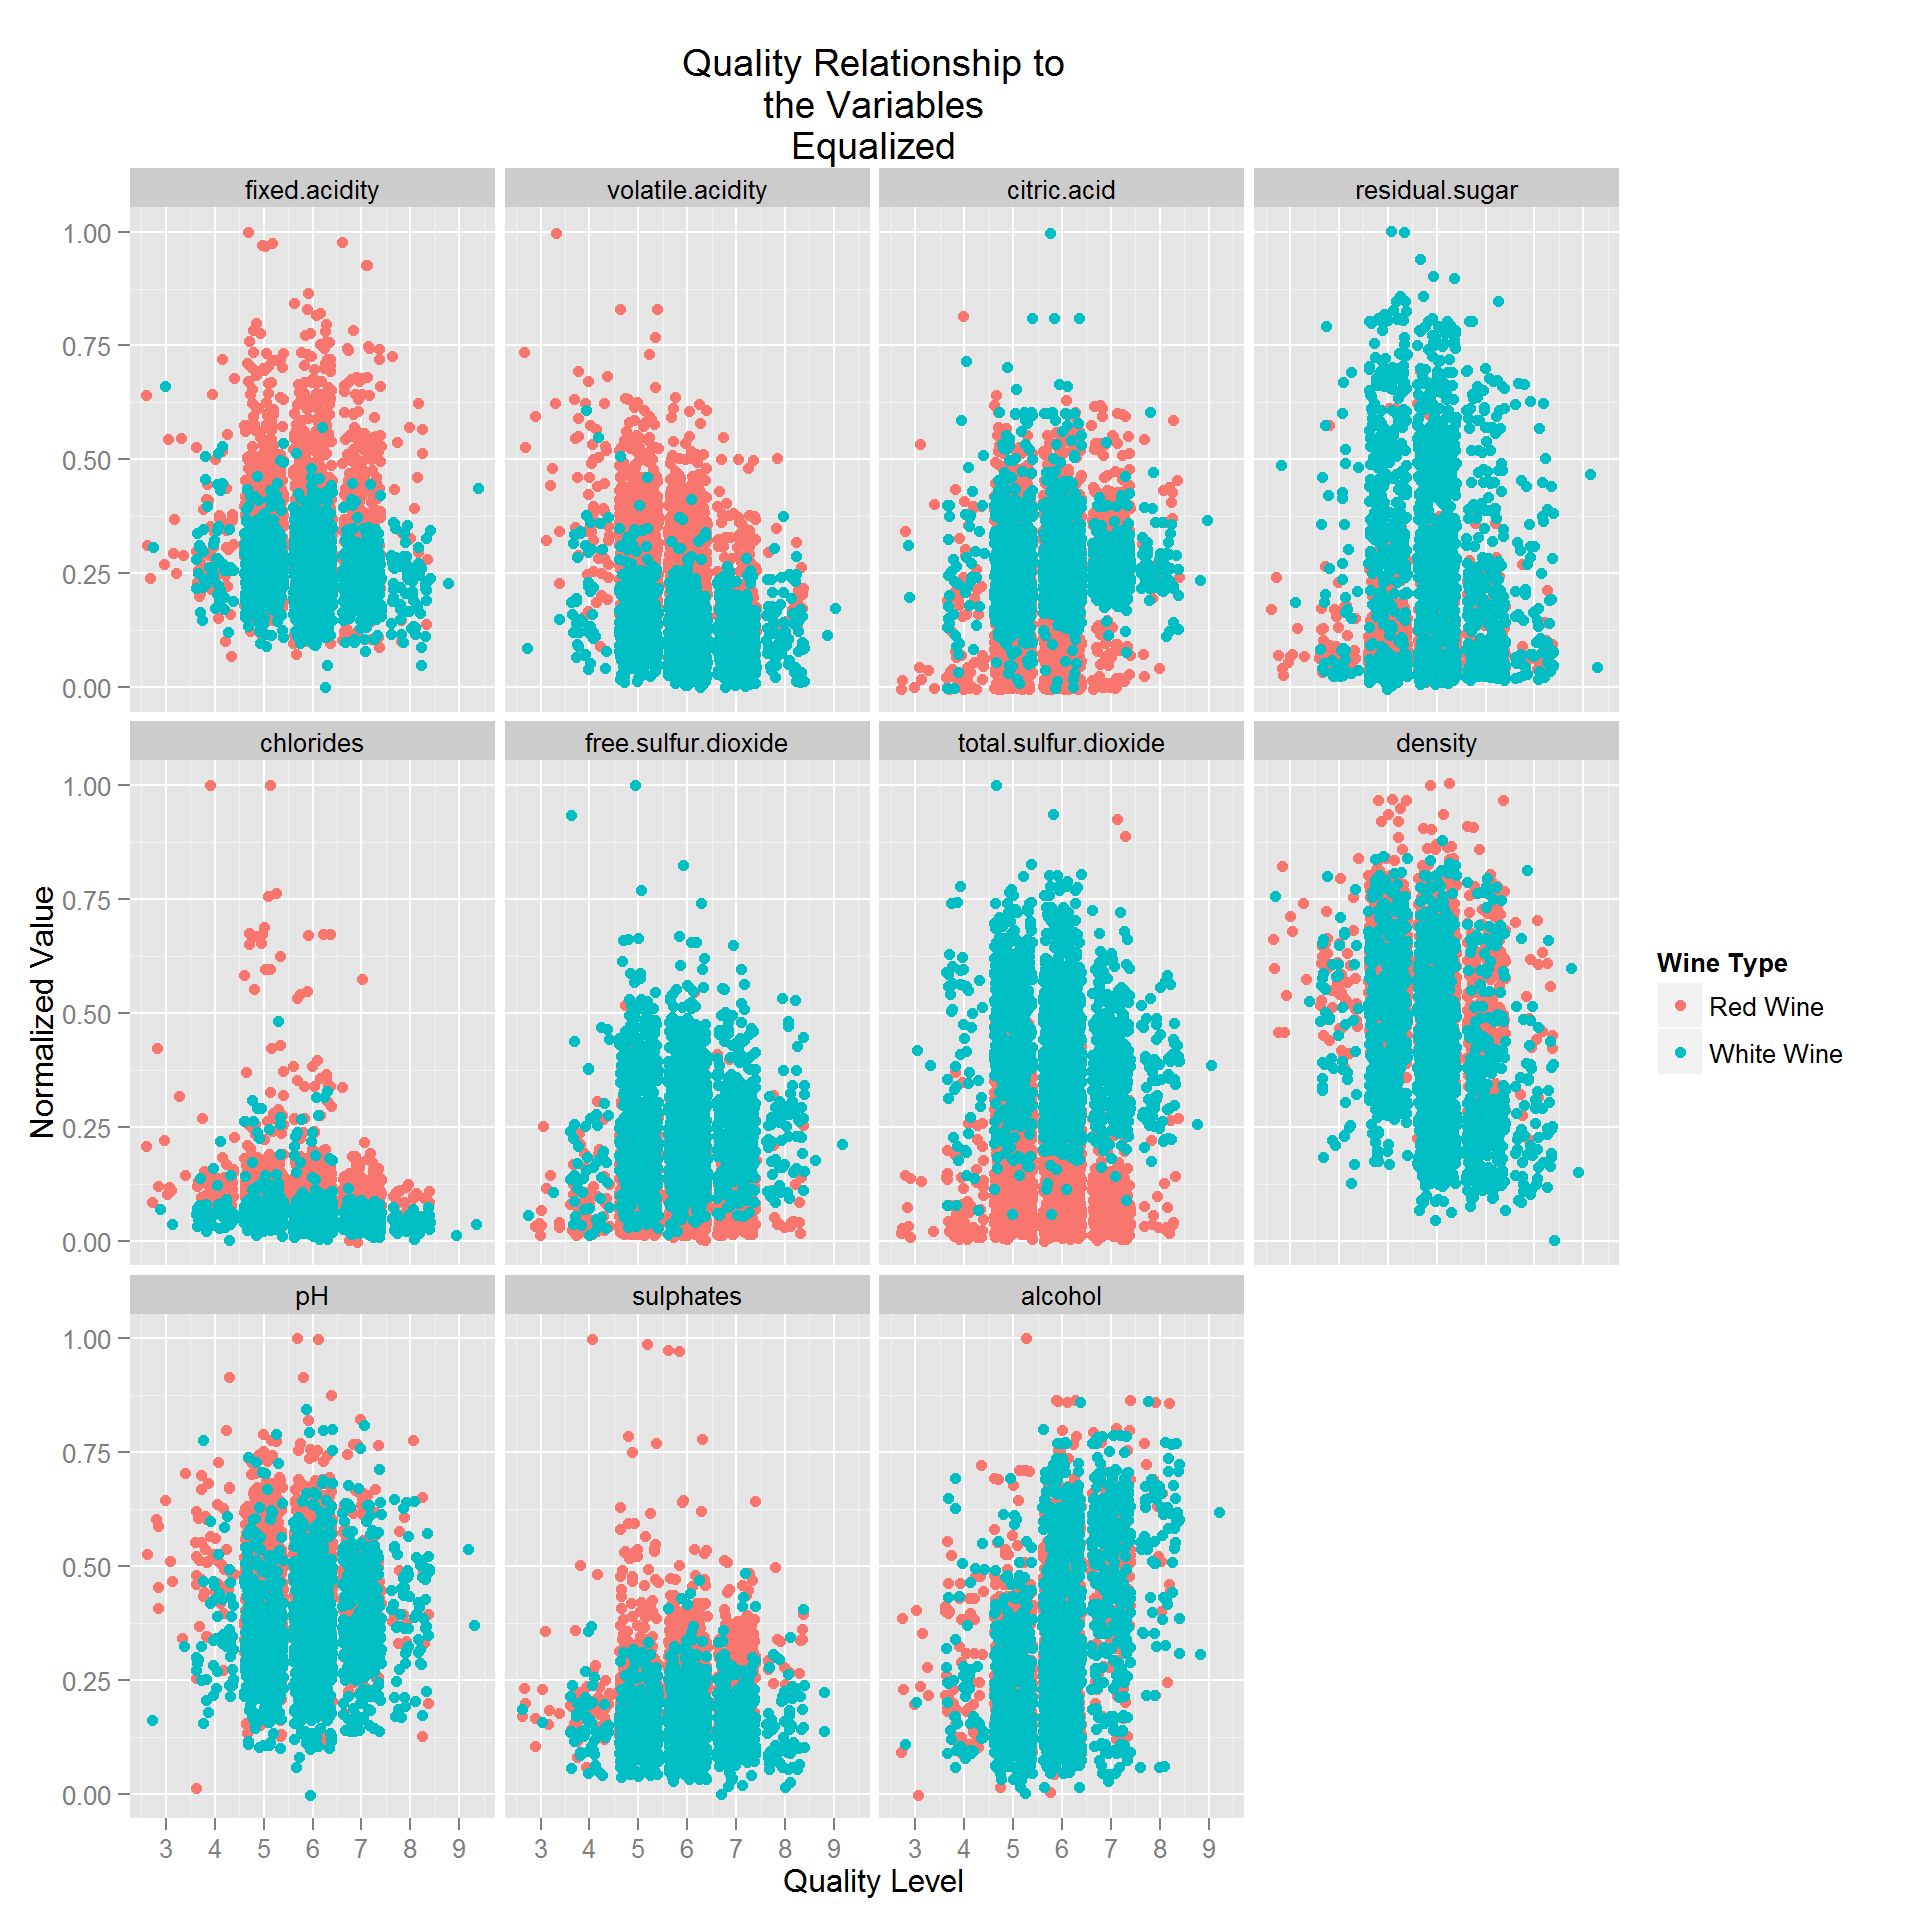 Quality Relationship to
the Variables
Equalized
fixed.acidity
volatile.acidity
citric.acid
residual.sugar
1.00
0.75
0.50
0.25
0.00
chlorides
free.sulfur.dioxide
total.sulfur.dioxide
density
1.00
0.75
0.50
0.25
0.00
Normalized Value
Wine Type
Red Wine
White Wine
pH
sulphates
alcohol
1.00
0.75
0.50
0.25
0.00
3 4 5 6 7 8 9
3 4 5 6 7 8 9
3 4 5 6 7 8 9
Quality Level